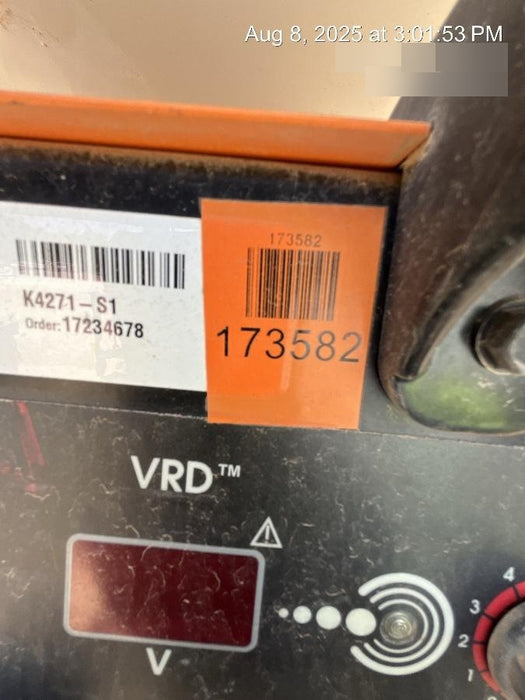 Aug 8, 2025 at 3:01:53 PM
173582
K4271-S1
Order:17234678
173582
VRD™
V
4
3
2
1